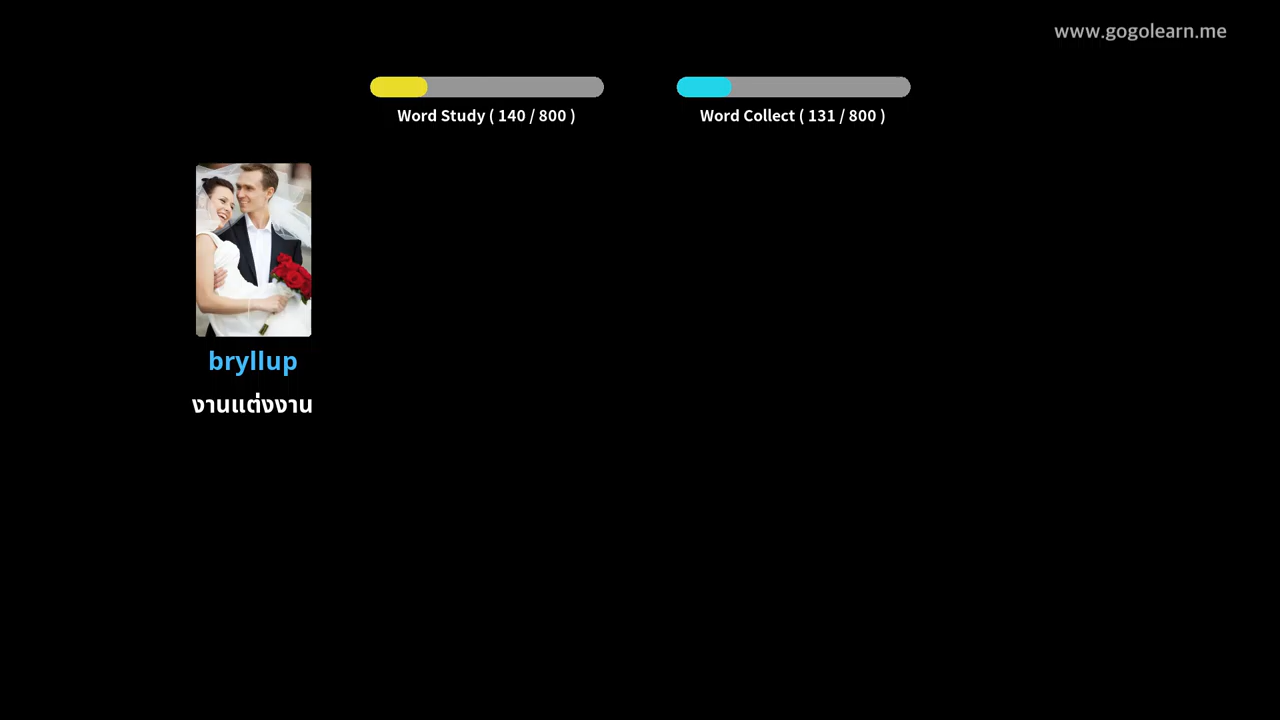 www.gogolearn.me
Word Study ( 140 / 800 )
Word Collect ( 131 / 800 )
bryllup
งานแต่งงาน